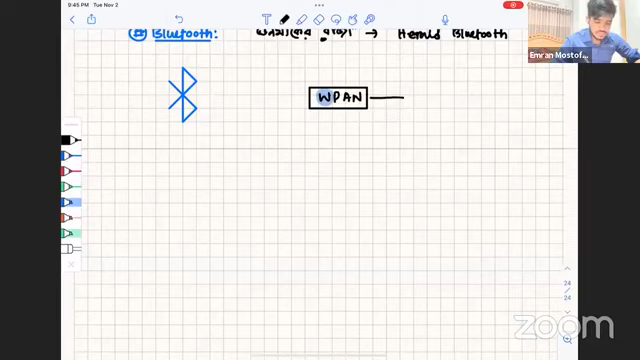 9:45 PM Tue Nov 2
Bluetooth: → Bluetooth
Emran Mostof...
WPAN
24
/
24
zoom